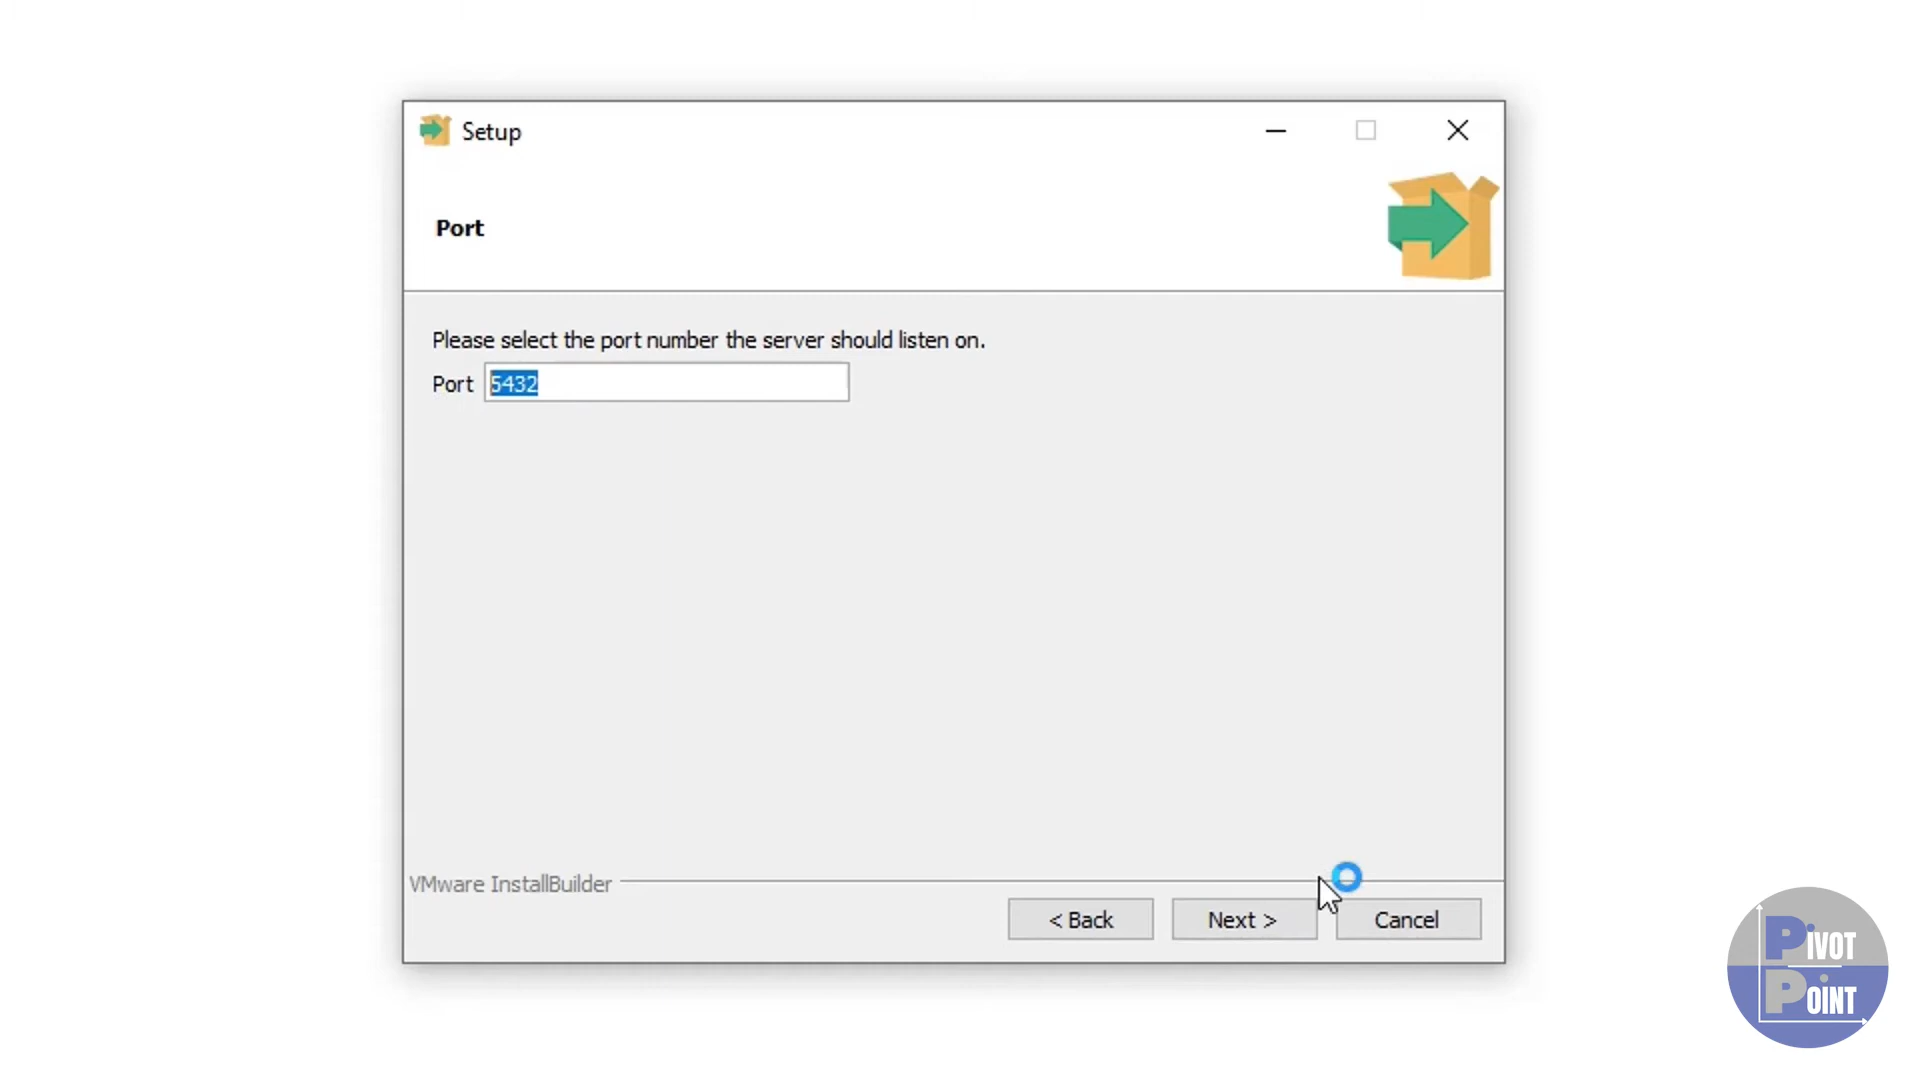 Setup
Port
Please select the port number the server should listen on.
Port 5432
VMware InstallBuilder
< Back Next > Cancel
PIVOT
POINT